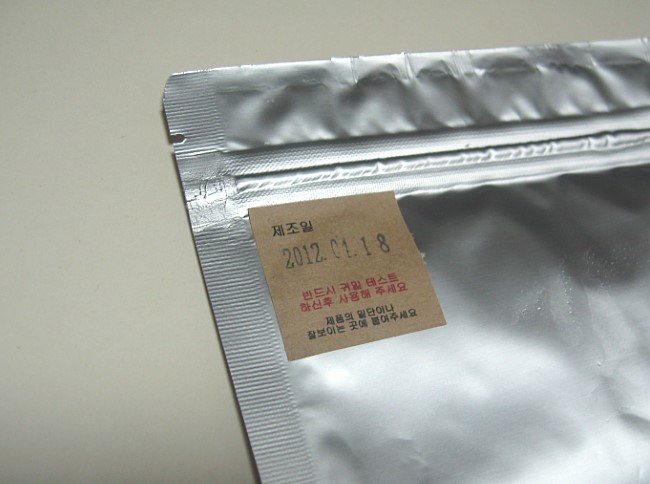 제조일
2012.01.18
반드시 귀밑 테스트
하신후 사용해 주세요
제품의 일단이나
잘보이는 곳에 붙여주세요